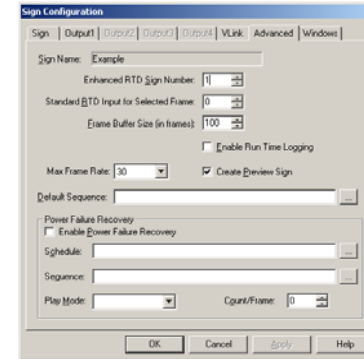 Sign Configuration
Sign Output1 Output2 Output3 Output4 VLink Advanced Windows
Sign Name: Example
Enhanced RTD Sign Number: 1
Standard RTD Input for Selected Frame: 0
Frame Buffer Size (in frames): 100
Enable Run Time Logging
Max Frame Rate: 30 Create Preview Sign
Default Sequence: ...
Power Failure Recovery
Enable Power Failure Recovery
Schedule: ...
Sequence: ...
Play Mode: Count/Frame: 0
OK Cancel Apply Help